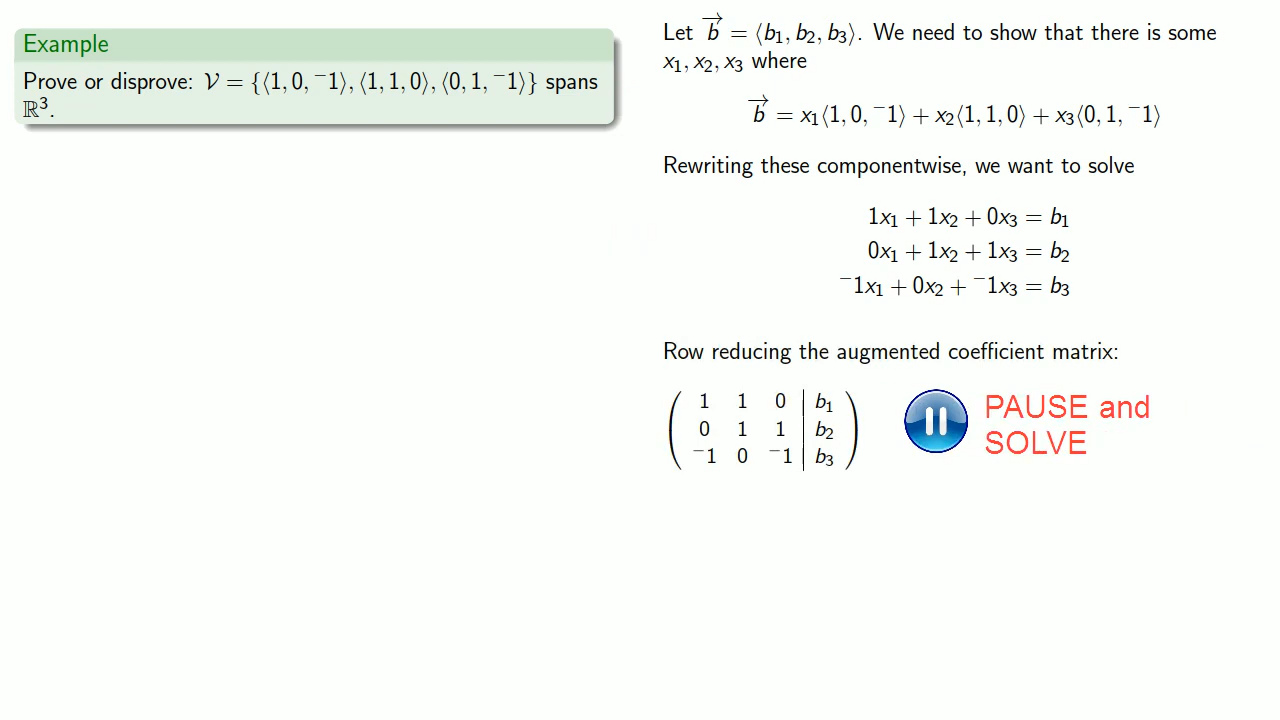 Example
Prove or disprove: 𝒱 = {⟨1, 0, ⁻1⟩, ⟨1, 1, 0⟩, ⟨0, 1, ⁻1⟩} spans
ℝ³.
Let b⃗ = ⟨b₁, b₂, b₃⟩. We need to show that there is some
x₁, x₂, x₃ where
b⃗ = x₁⟨1, 0, ⁻1⟩ + x₂⟨1, 1, 0⟩ + x₃⟨0, 1, ⁻1⟩
Rewriting these componentwise, we want to solve
1x₁ + 1x₂ + 0x₃ = b₁
0x₁ + 1x₂ + 1x₃ = b₂
⁻1x₁ + 0x₂ + ⁻1x₃ = b₃
Row reducing the augmented coefficient matrix:
1 1 0 | b₁
0 1 1 | b₂
⁻1 0 ⁻1 | b₃
PAUSE and
SOLVE